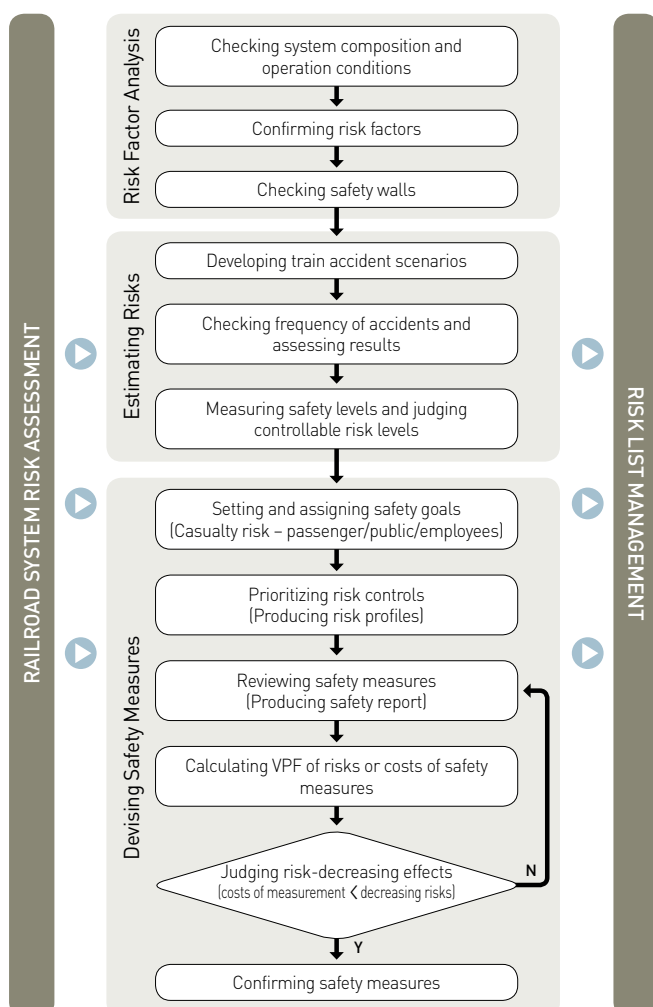 RAILROAD SYSTEM RISK ASSESSMENT
Risk Factor Analysis
Checking system composition and
operation conditions
Confirming risk factors
Checking safety walls
Estimating Risks
Developing train accident scenarios
Checking frequency of accidents and
assessing results
Measuring safety levels and judging
controllable risk levels
Devising Safety Measures
Setting and assigning safety goals
(Casualty risk – passenger/public/employees)
Prioritizing risk controls
(Producing risk profiles)
Reviewing safety measures
(Producing safety report)
Calculating VPF of risks or costs of safety
measures
Judging risk-decreasing effects
(costs of measurement < decreasing risks)
N
Y
Confirming safety measures
RISK LIST MANAGEMENT